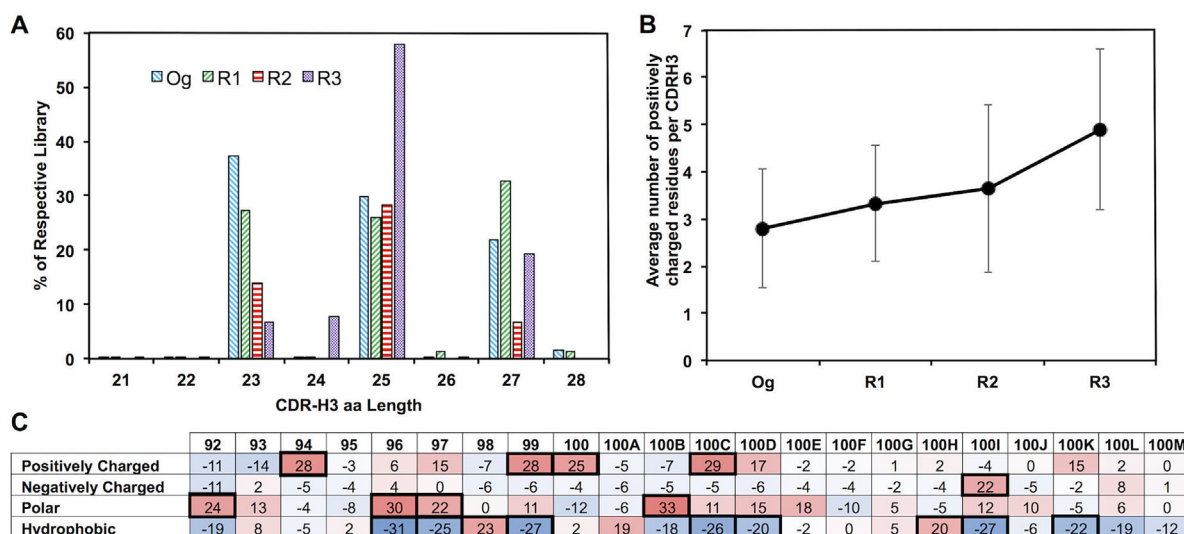 A
% of Respective Library
60
50
40
30
20
10
0
Og R1 R2 R3
21 22 23 24 25 26 27 28
CDR-H3 aa Length
B
Average number of positively
charged residues per CDRH3
7
6
5
4
3
2
1
0
Og R1 R2 R3
C
92 93 94 95 96 97 98 99 100 100A 100B 100C 100D 100E 100F 100G 100H 100I 100J 100K 100L 100M
Positively Charged -11 -14 28 -3 6 15 -7 28 25 -5 -7 29 17 -2 -2 1 2 -4 0 15 2 0
Negatively Charged -11 2 -5 -4 4 0 -6 -6 -4 -6 -5 -5 -6 -4 -4 -2 -4 22 -5 -2 8 1
Polar 24 13 -4 -8 30 22 0 11 -12 -6 33 11 15 18 -10 5 -5 12 10 -5 6 0
Hydrophobic -19 8 -5 2 -31 -25 23 -27 2 19 -18 -26 -20 -2 0 5 20 -27 -6 -22 -19 -12